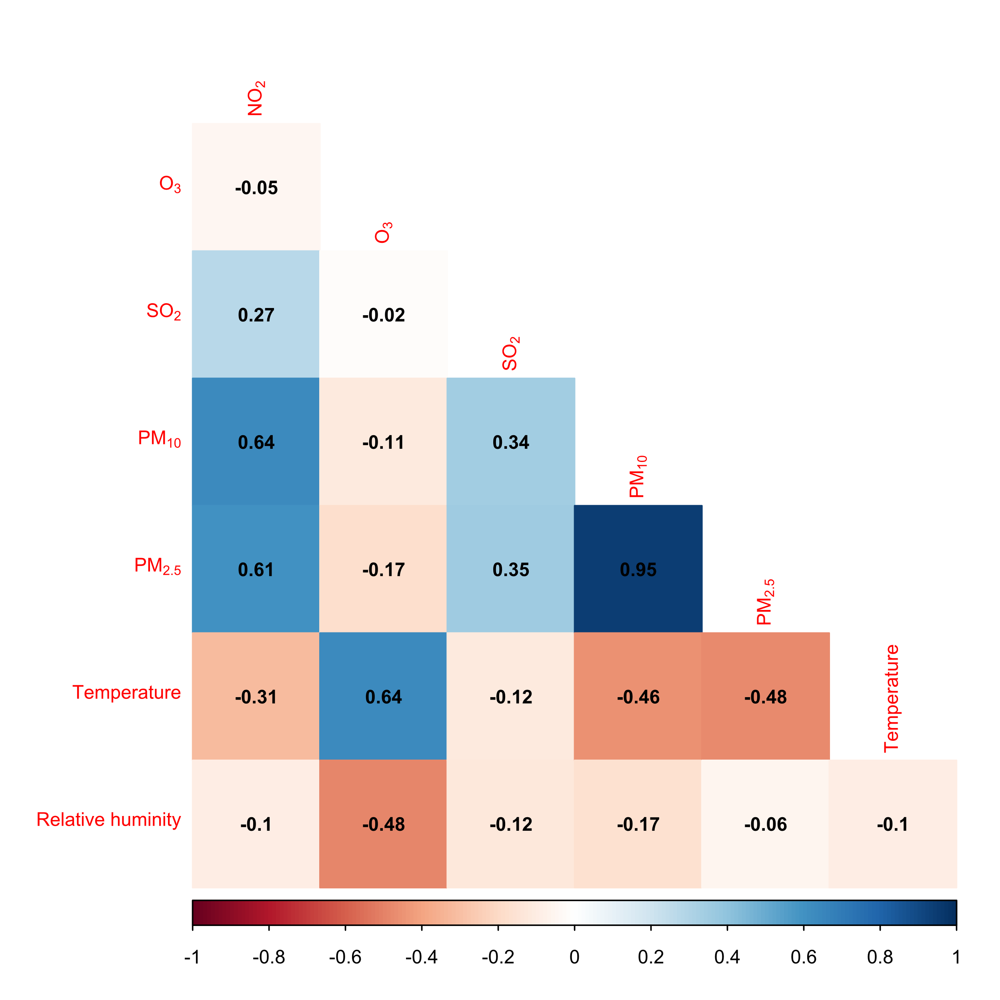 NO₂
O₃ -0.05
O₃
SO₂ 0.27 -0.02
SO₂
PM₁₀ 0.64 -0.11 0.34
PM₁₀
PM₂.₅ 0.61 -0.17 0.35 0.95
PM₂.₅
Temperature -0.31 0.64 -0.12 -0.46 -0.48
Temperature
Relative huminity -0.1 -0.48 -0.12 -0.17 -0.06 -0.1
-1 -0.8 -0.6 -0.4 -0.2 0 0.2 0.4 0.6 0.8 1